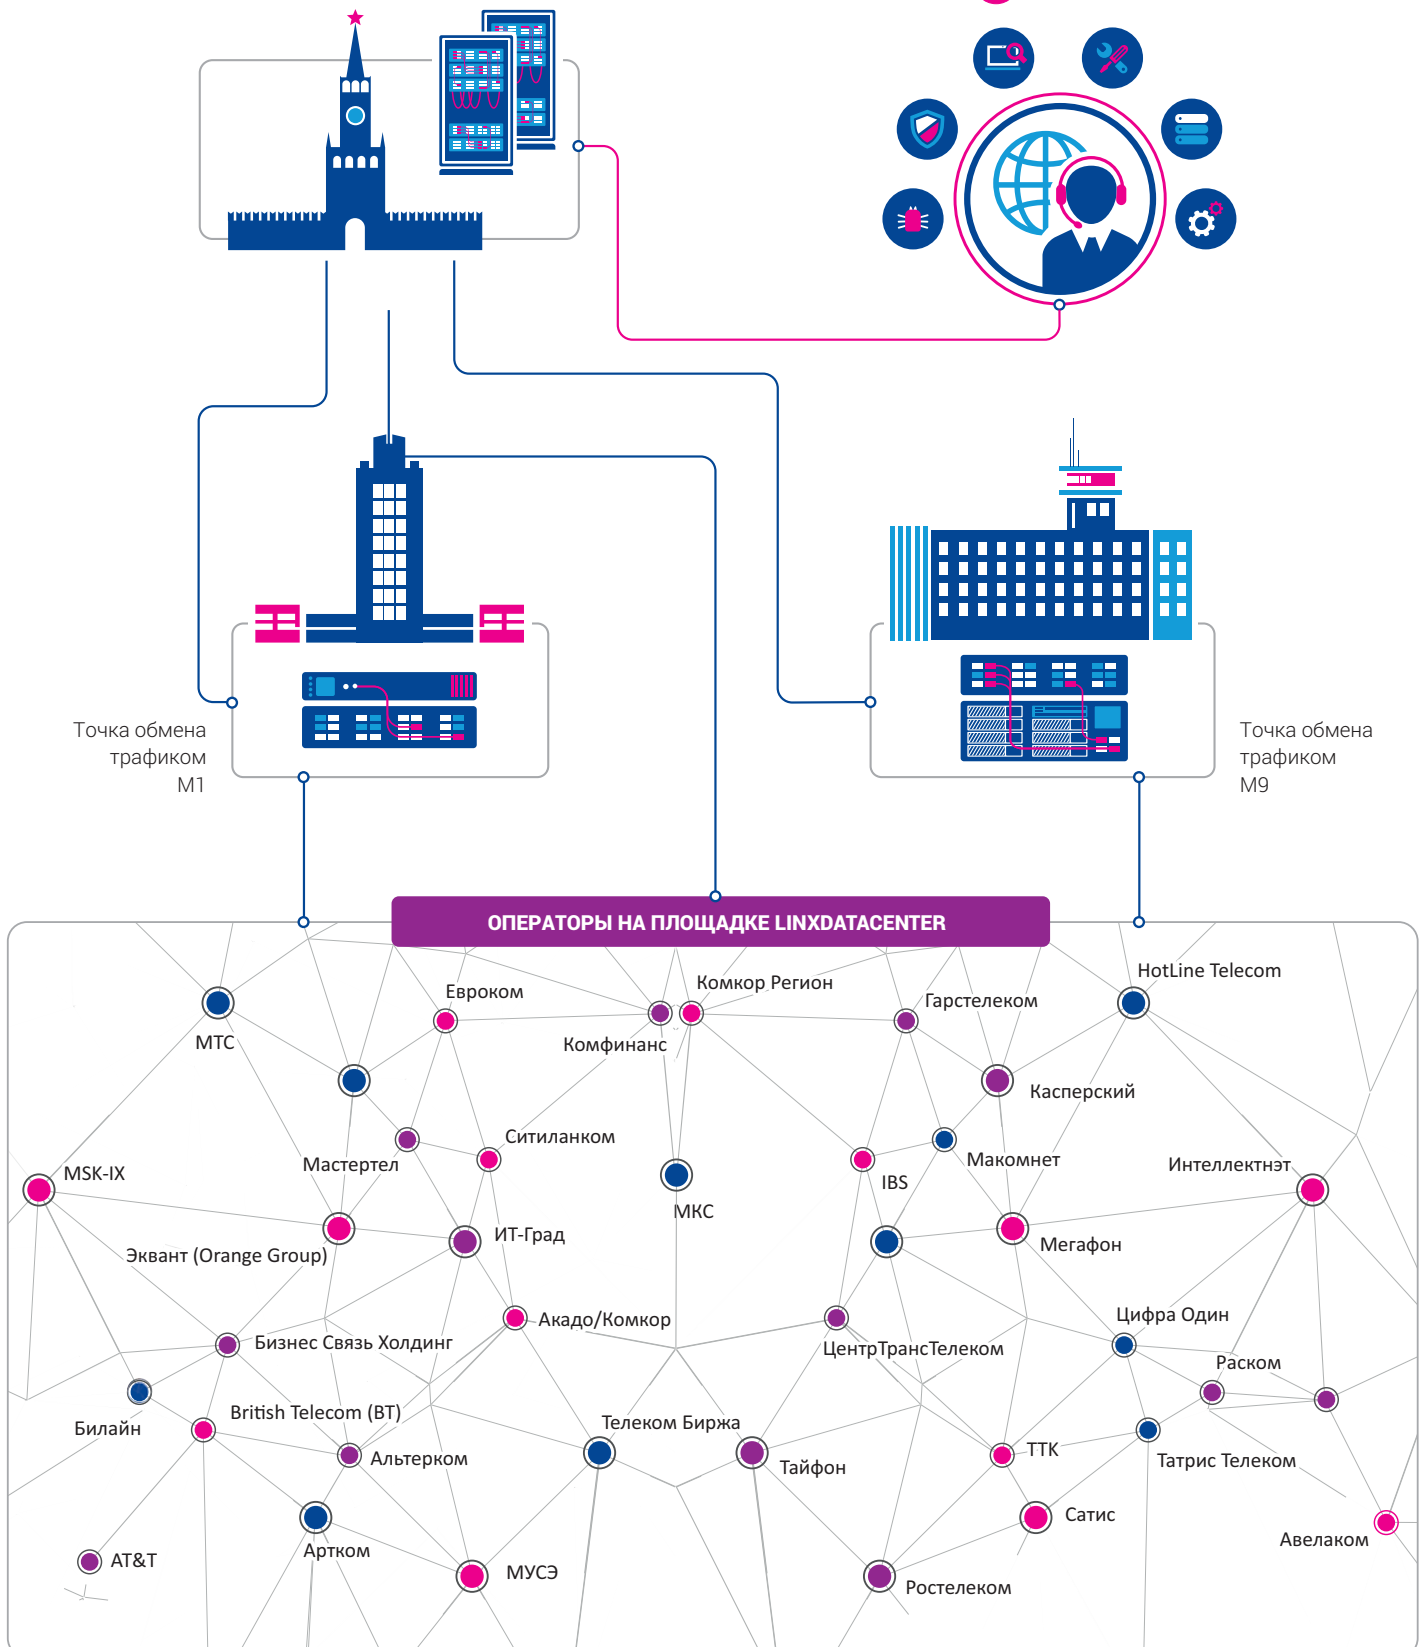 Точка обмена
трафиком
М1
Точка обмена
трафиком
М9
ОПЕРАТОРЫ НА ПЛОЩАДКЕ LINXDATACENTER
HotLine Telecom
Комкор Регион
Евроком
Гарстелеком
МТС
Комфинанс
Касперский
Ситиланком
Мастертел
Макомнет
Интеллектнэт
MSK-IX
IBS
МКС
ИТ-Град
Мегафон
Эквант (Orange Group)
Цифра Один
Акадо/Комкор
Бизнес Связь Холдинг
ЦентрТрансТелеком
Раском
British Telecom (BT)
Телеком Биржа
Билайн
ТТК
Альтерком
Тайфон
Татрис Телеком
Сатис
Авелаком
Артком
AT&T
МУСЭ
Ростелеком